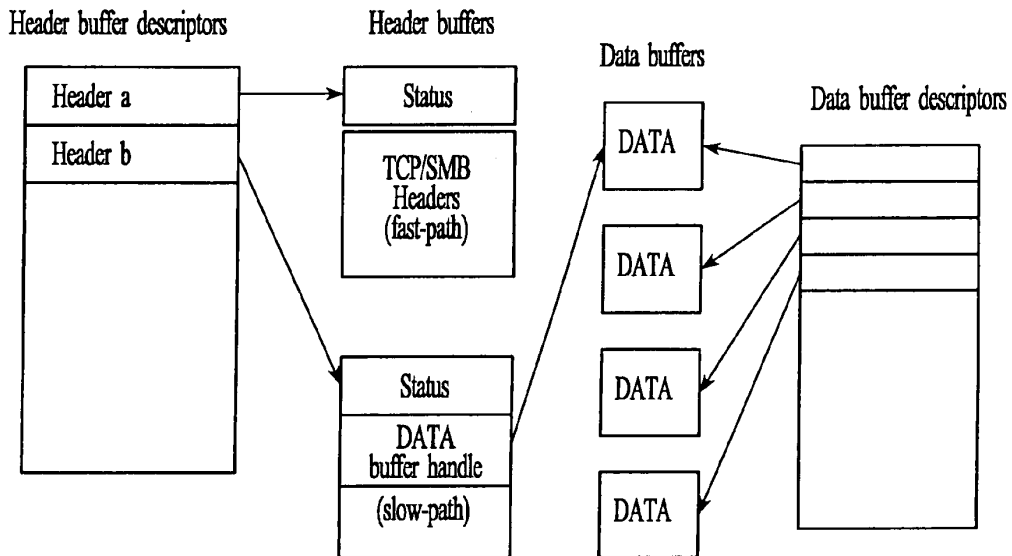 Header buffer descriptors
Header a
Header b
Header buffers
Status
TCP/SMB
Headers
(fast-path)
Status
DATA
buffer handle
(slow-path)
Data buffers
DATA
DATA
DATA
DATA
Data buffer descriptors